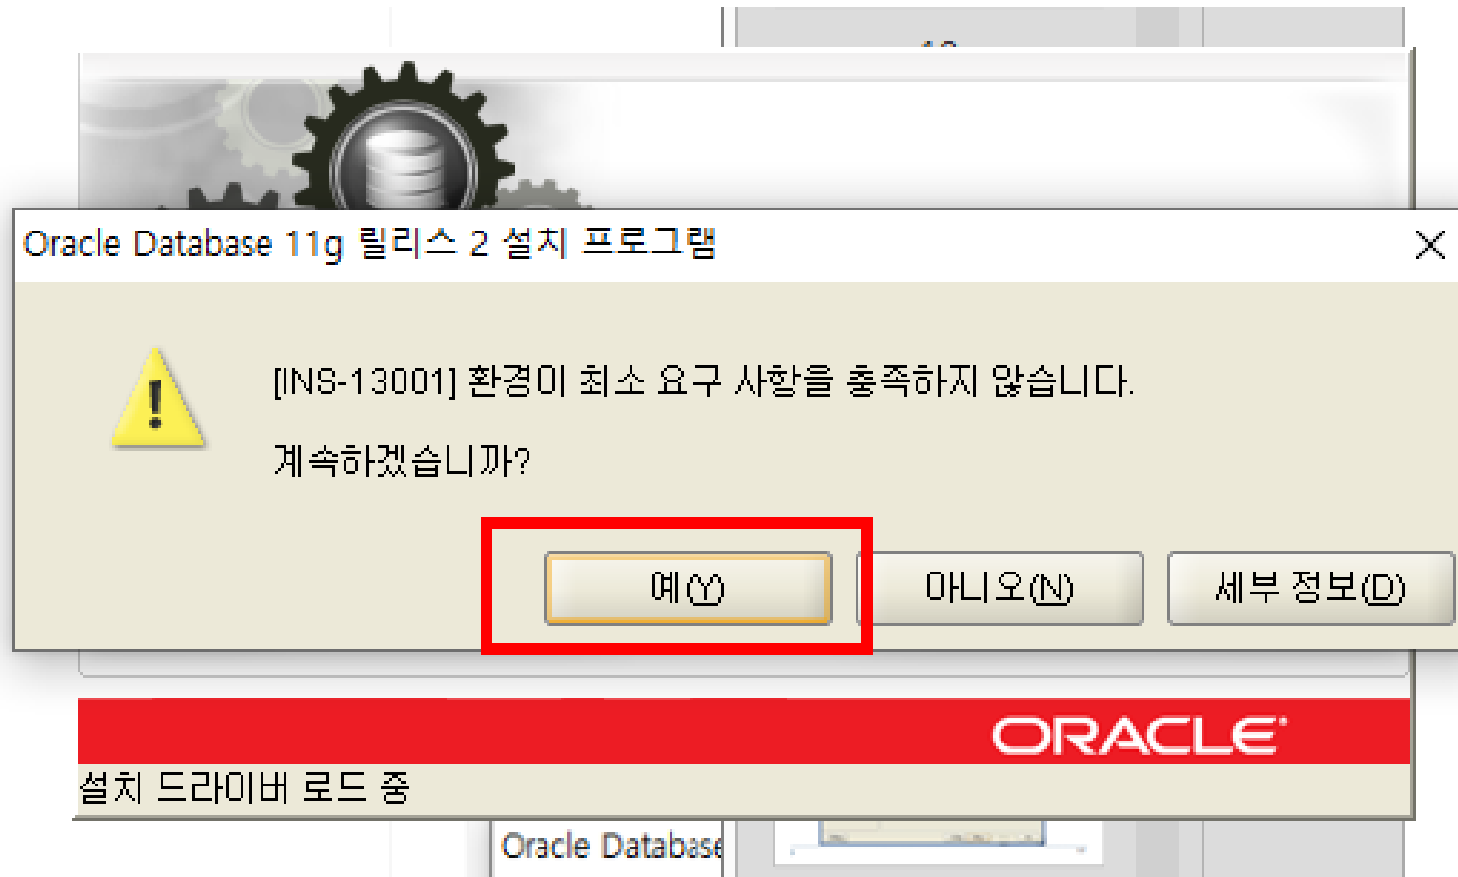 Oracle Database 11g 릴리스 2 설치 프로그램
[INS-13001] 환경이 최소 요구 사항을 충족하지 않습니다.
계속하겠습니까?
예(Y)
아니오(N)
세부 정보(D)
ORACLE
설치 드라이버 로드 중
Oracle Database